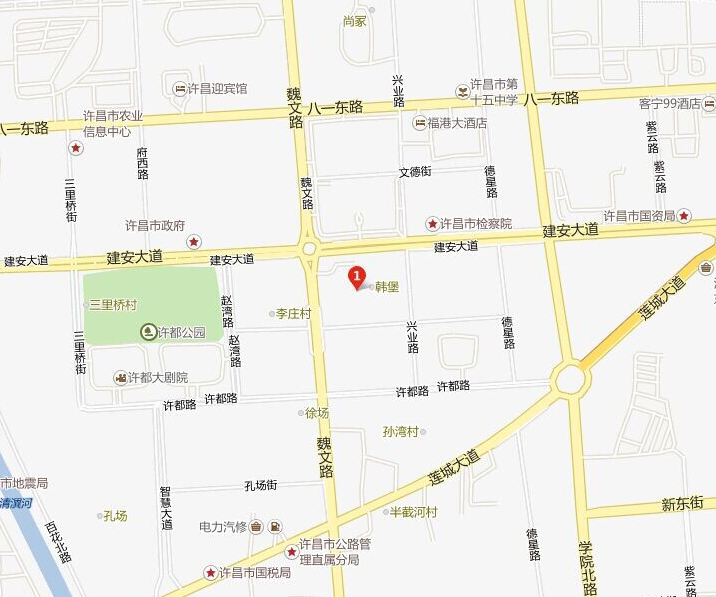 尚冢
许昌迎宾馆
兴业路
许昌市第
十五中学
魏文路
八一东路
八一东路
客宁99酒店
许昌市农业
信息中心
福港大酒店
八一东路
紫云路
府西路
紫云路
文德街
德星路
三里桥街
魏文路
许昌市国资局
许昌市政府
许昌市检察院
建安大道
建安大道
建安大道
建安大道
建安大道
1
韩堡
莲城大道
三里桥村
赵湾路
李庄村
许都公园
兴业路
德星路
三里桥街
赵湾路
许都大剧院
许都路
许都路
许都路
许都路
徐场
孙湾村
魏文路
莲城大道
市地震局
孔场街
清潩河
智慧大道
新东街
孔场
半截河村
百花北路
电力汽修
德星路
许昌市公路管
理直属分局
学院北路
许昌市国税局
紫云路